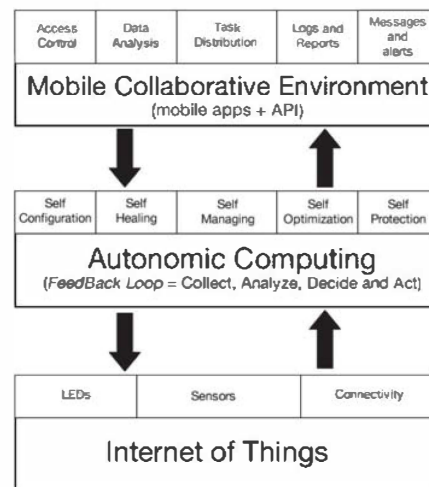 Access Control
Data Analysis
Task Distribution
Logs and Reports
Messages and alerts
Mobile Collaborative Environment
(mobile apps + API)
Self Configuration
Self Healing
Self Managing
Self Optimization
Self Protection
Autonomic Computing
(FeedBack Loop = Collect, Analyze, Decide and Act)
LEDs
Sensors
Connectivity
Internet of Things